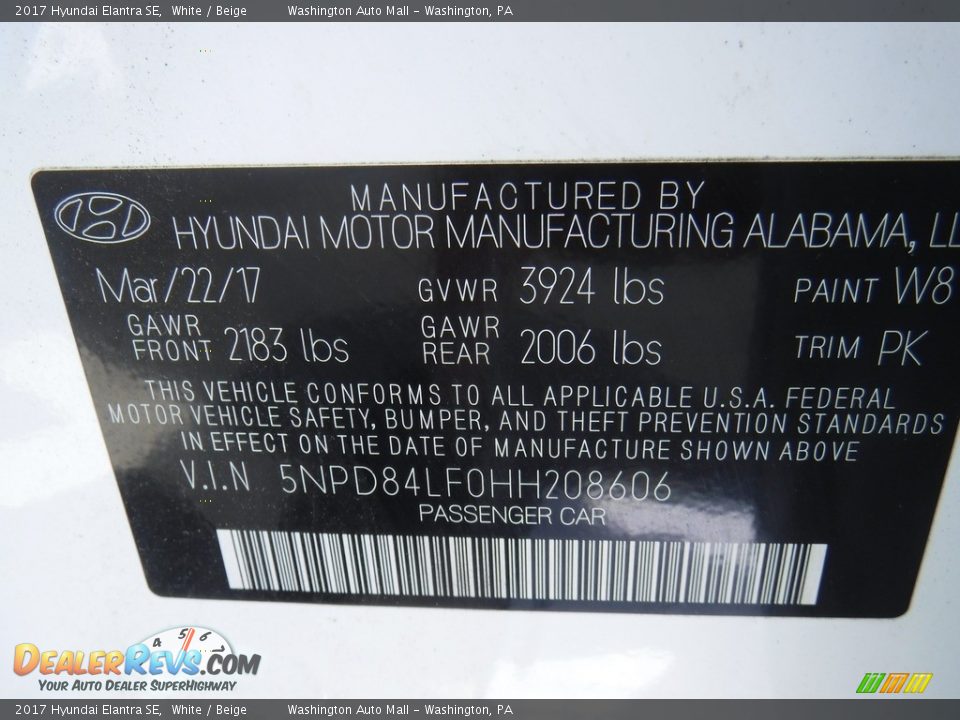 2017 Hyundai Elantra SE,  White / Beige          Washington Auto Mall - Washington, PA
MANUFACTURED BY
HYUNDAI MOTOR MANUFACTURING ALABAMA, LL
Mar/22/17 GVWR 3924 lbs PAINT W8
GAWR FRONT 2183 lbs GAWR REAR 2006 lbs TRIM PK
THIS VEHICLE CONFORMS TO ALL APPLICABLE U.S.A. FEDERAL
MOTOR VEHICLE SAFETY, BUMPER, AND THEFT PREVENTION STANDARDS
IN EFFECT ON THE DATE OF MANUFACTURE SHOWN ABOVE
V.I.N 5NPD84LF0HH208606
PASSENGER CAR
4 5 6 7
DEALERREVS.COM
YOUR AUTO DEALER SUPERHIGHWAY
2017 Hyundai Elantra SE,  White / Beige          Washington Auto Mall - Washington, PA